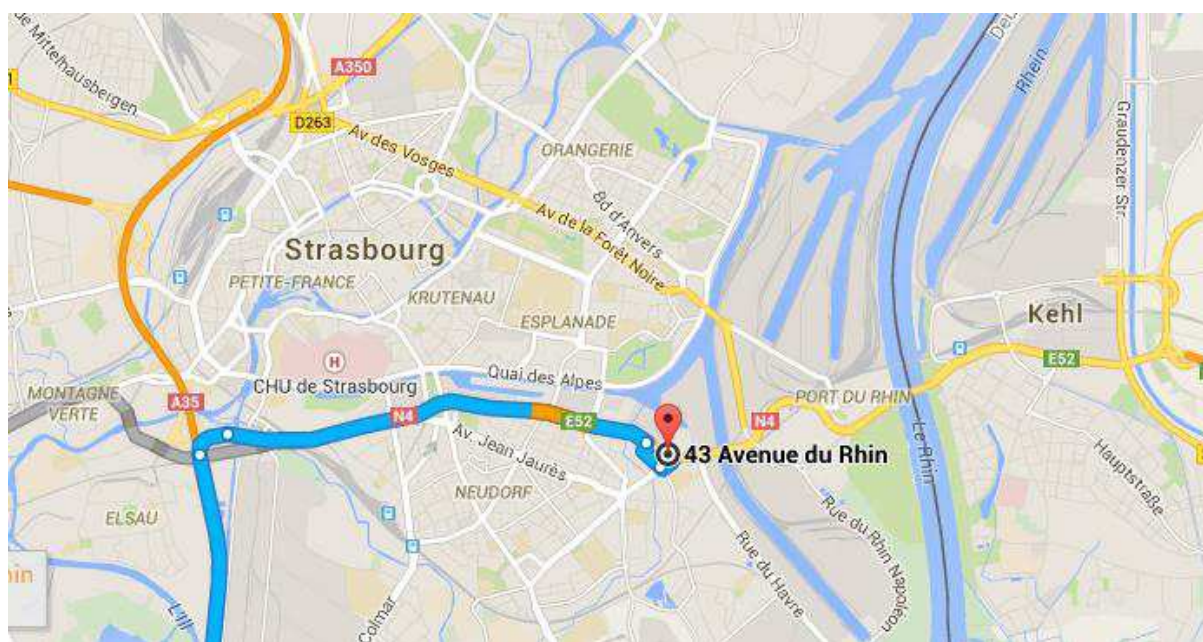 de Mittelhausbergen
A350
D263
Av des Vosges
ORANGERIE
Bd d'Anvers
Av de la Forêt Noire
Rhein
Graudenzer Str.
Strasbourg
PETITE-FRANCE
KRUTENAU
ESPLANADE
Kehl
E52
H
CHU de Strasbourg
Quai des Alpes
MONTAGNE
VERTE
A35
N4
E52
PORT DU RHIN
N4
Le Rhin
43 Avenue du Rhin
Av. Jean Jaurès
NEUDORF
Hauptstraße
ELSAU
Rue du Rhin Napoléon
Rue du Havre
L'Ill
Colmar